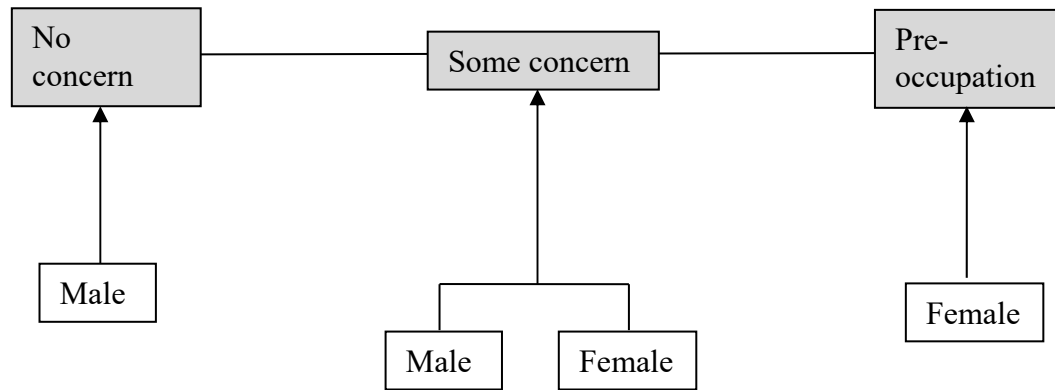 No
concern
Some concern
Pre-
occupation
Male
Male
Female
Female